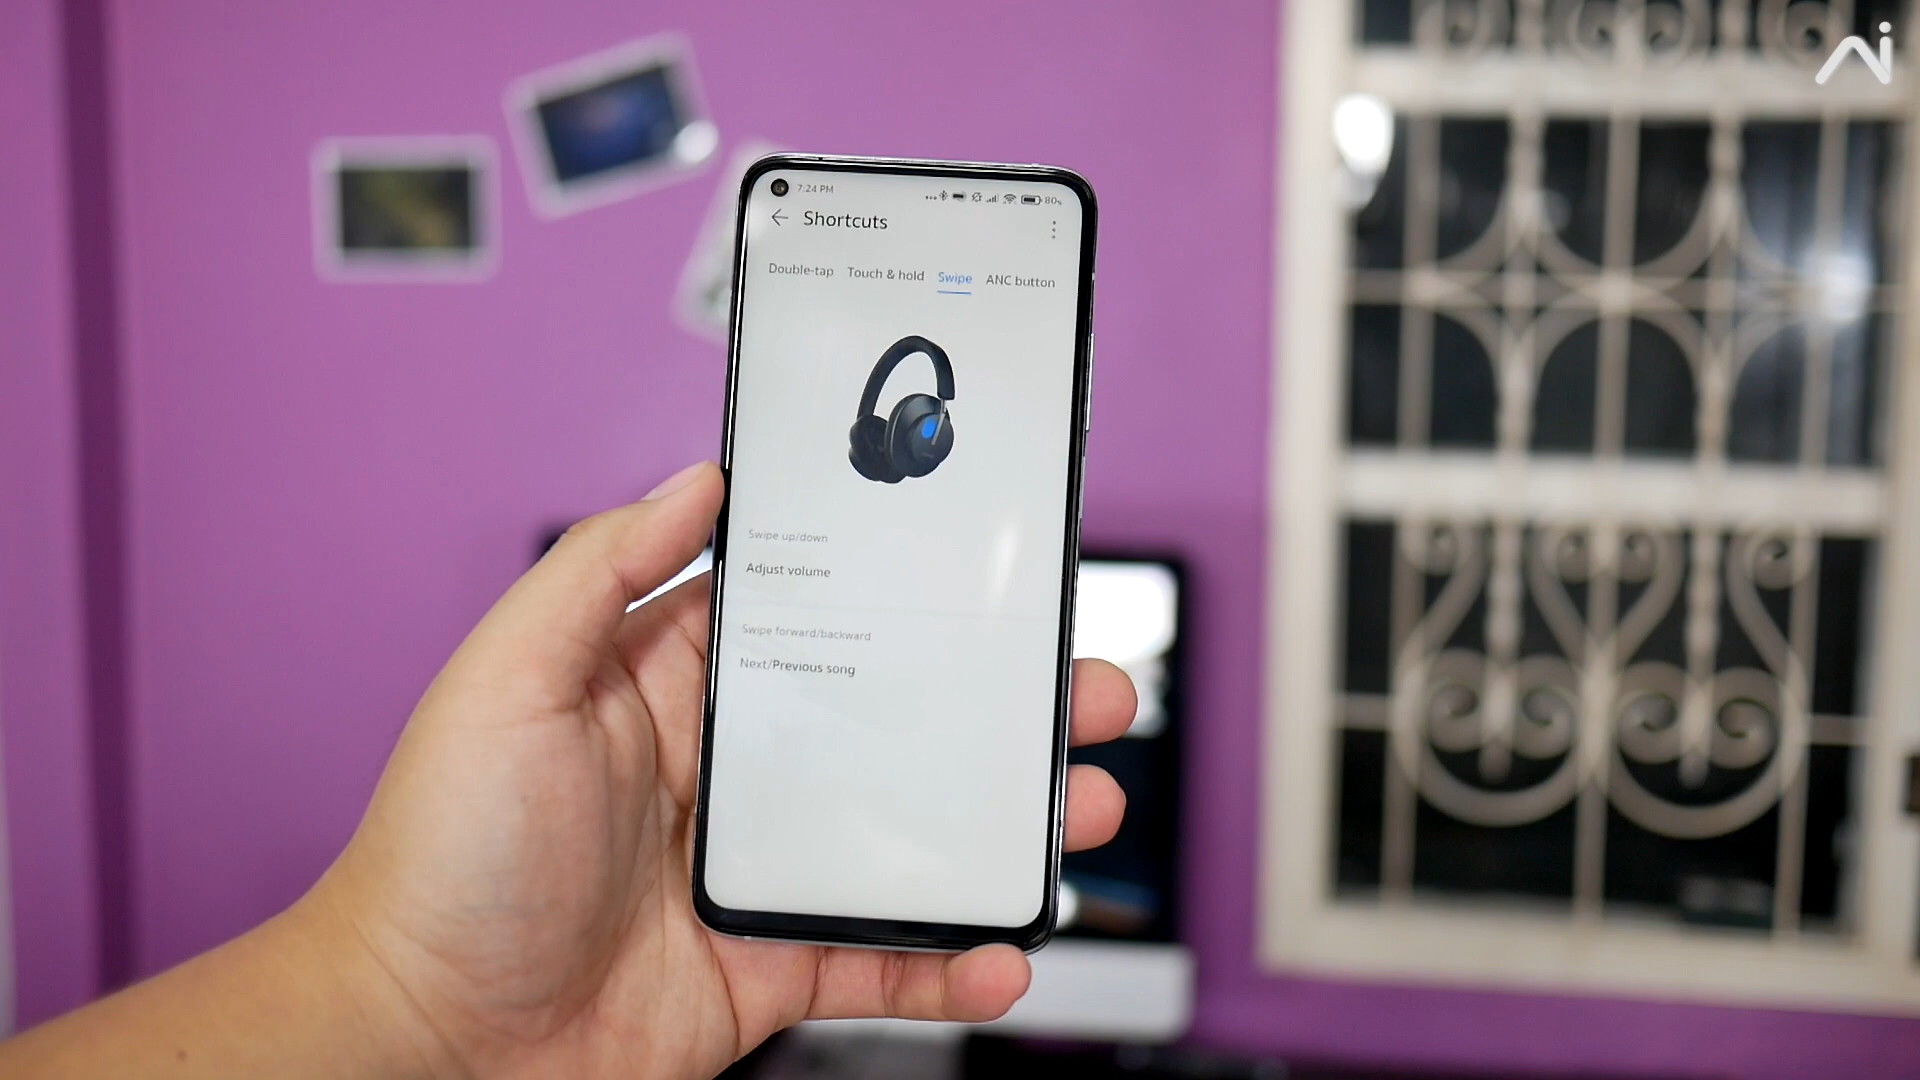 7:24 PM
80%
Shortcuts
Double-tap Touch & hold Swipe ANC button
Swipe up/down
Adjust volume
Swipe forward/backward
Next/Previous song